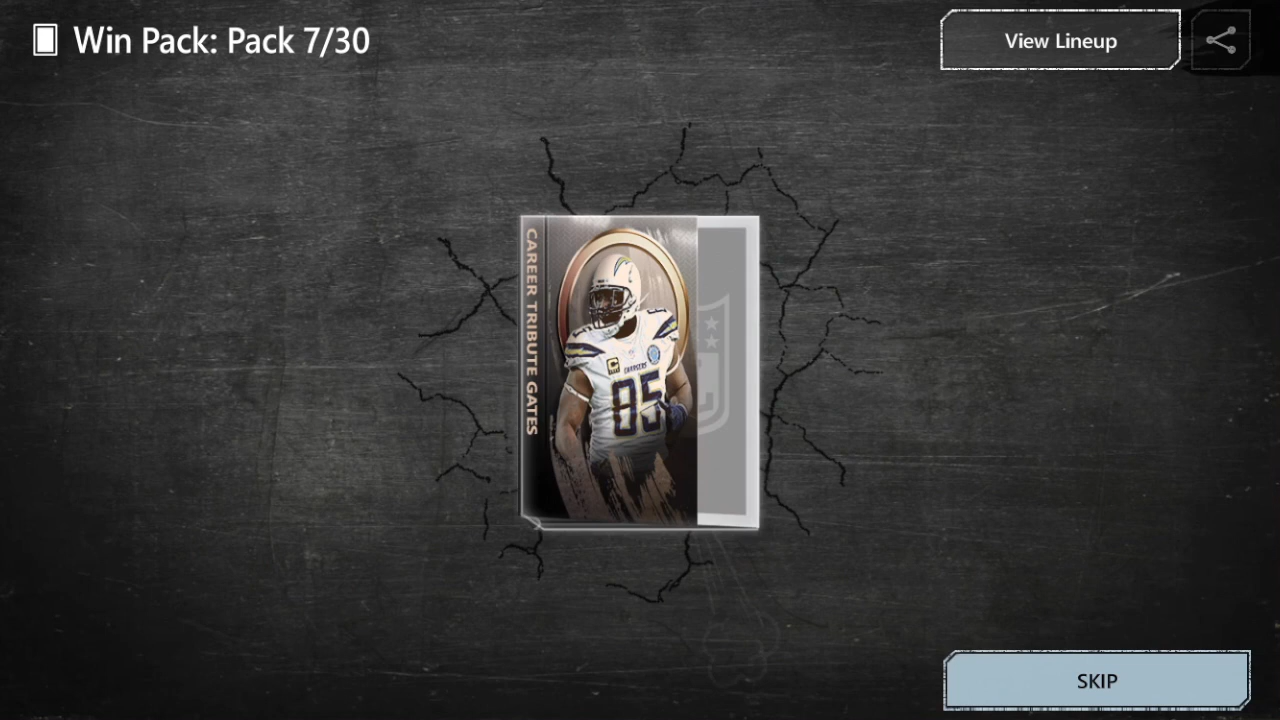 Win Pack: Pack 7/30
View Lineup
CAREER TRIBUTE GATES
CHARGERS
85
SKIP